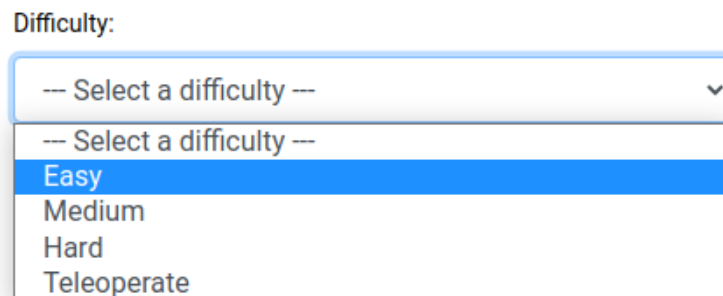 Difficulty:
--- Select a difficulty ---
--- Select a difficulty ---
Easy
Medium
Hard
Teleoperate